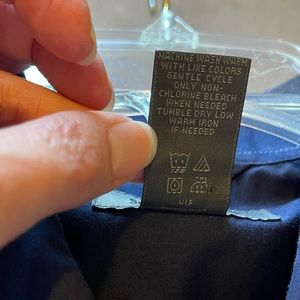 MACHINE WASH WARM
WITH LIKE COLORS
GENTLE CYCLE
ONLY NON-
CHLORINE BLEACH
WHEN NEEDED
TUMBLE DRY LOW
WARM IRON
IF NEEDED
U15